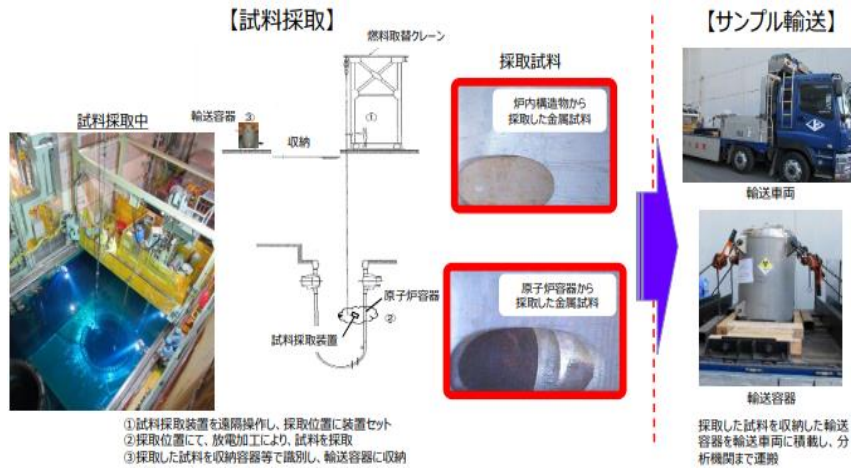 【試料採取】
【サンプル輸送】
燃料取替クレーン
採取試料
試料採取中
輸送容器
③
①
収納
炉内構造物から
採取した金属試料
輸送車両
原子炉容器
②
試料採取装置
原子炉容器から
採取した金属試料
輸送容器
①試料採取装置を遠隔操作し、採取位置に装置セット
②採取位置にて、放電加工により、試料を採取
③採取した試料を収納容器等で識別し、輸送容器に収納
採取した試料を収納した輸送
容器を輸送車両に積載し、分
析機関まで運搬